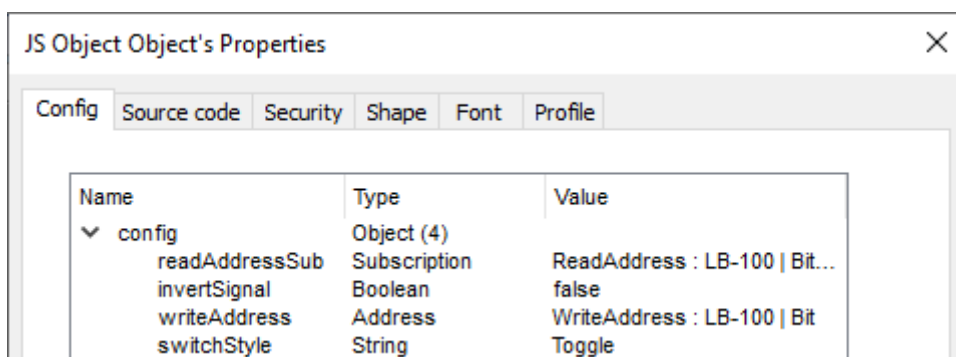 JS Object Object's Properties
Config Source code Security Shape Font Profile
Name Type Value
config Object (4)
readAddressSub Subscription ReadAddress : LB-100 | Bit...
invertSignal Boolean false
writeAddress Address WriteAddress : LB-100 | Bit
switchStyle String Toggle